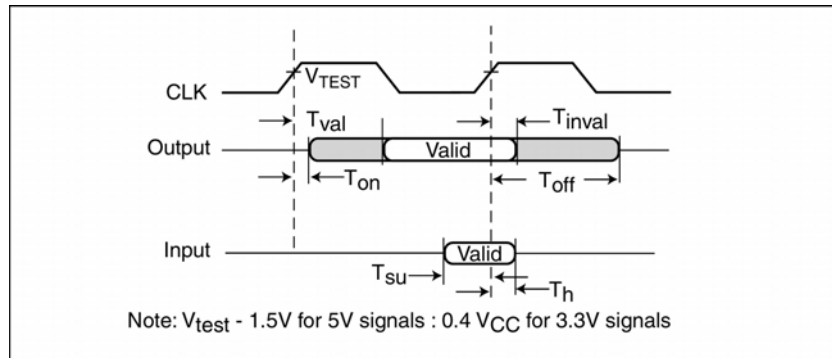 VTEST
CLK
Tval
Tinval
Output
Valid
Ton
Toff
Input
Valid
Tsu
Th
Note: Vtest - 1.5V for 5V signals : 0.4 VCC for 3.3V signals